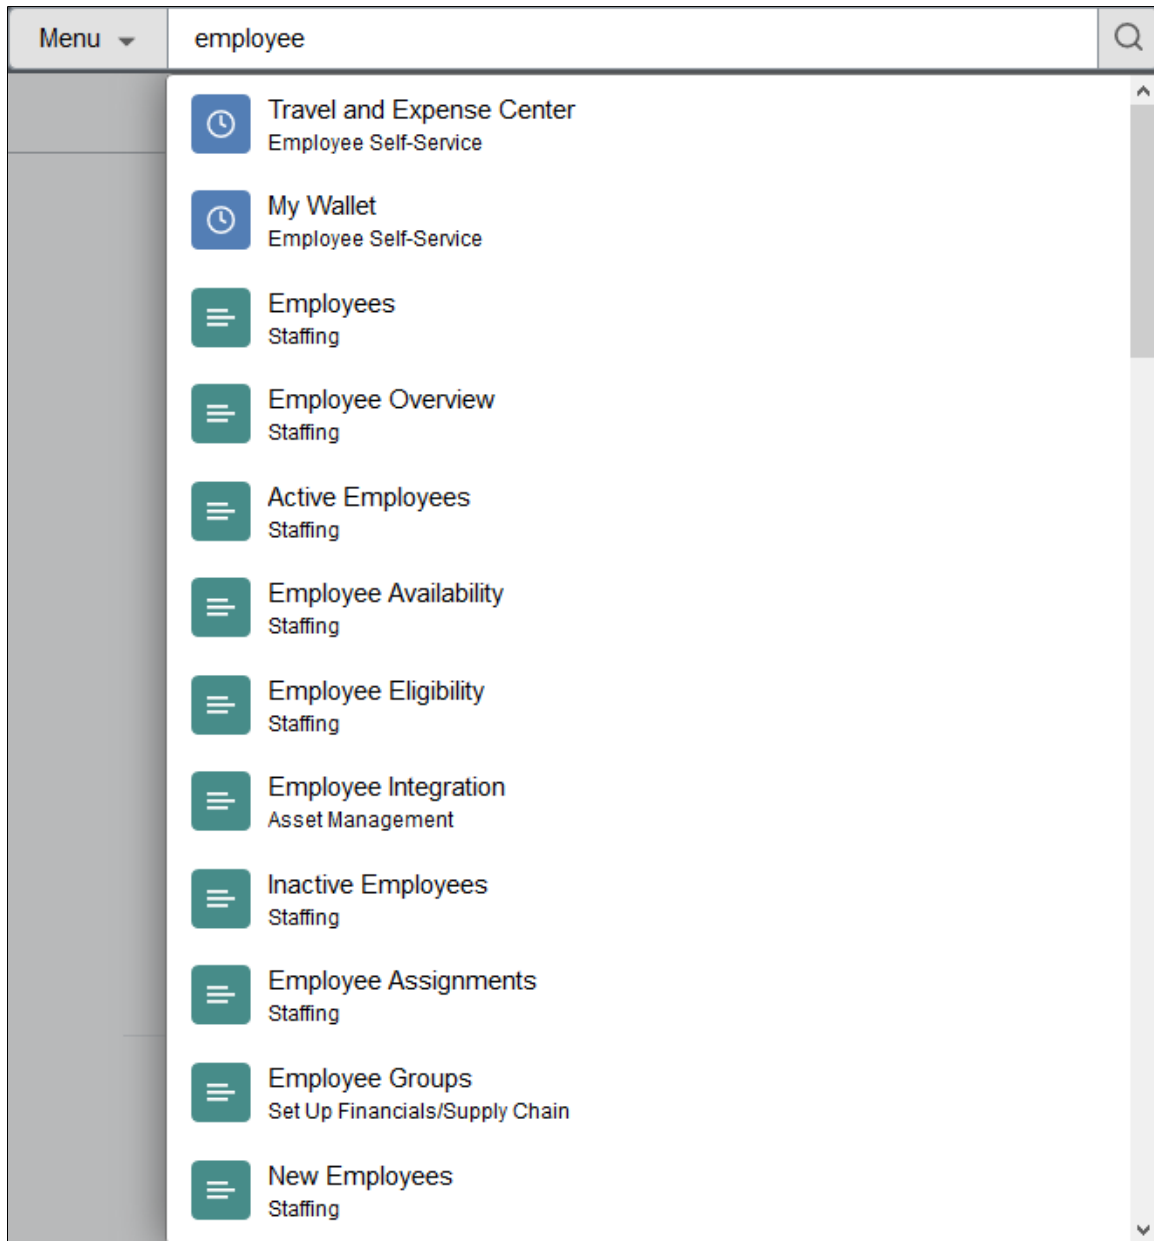 Menu
employee
Travel and Expense Center
Employee Self-Service
My Wallet
Employee Self-Service
Employees
Staffing
Employee Overview
Staffing
Active Employees
Staffing
Employee Availability
Staffing
Employee Eligibility
Staffing
Employee Integration
Asset Management
Inactive Employees
Staffing
Employee Assignments
Staffing
Employee Groups
Set Up Financials/Supply Chain
New Employees
Staffing